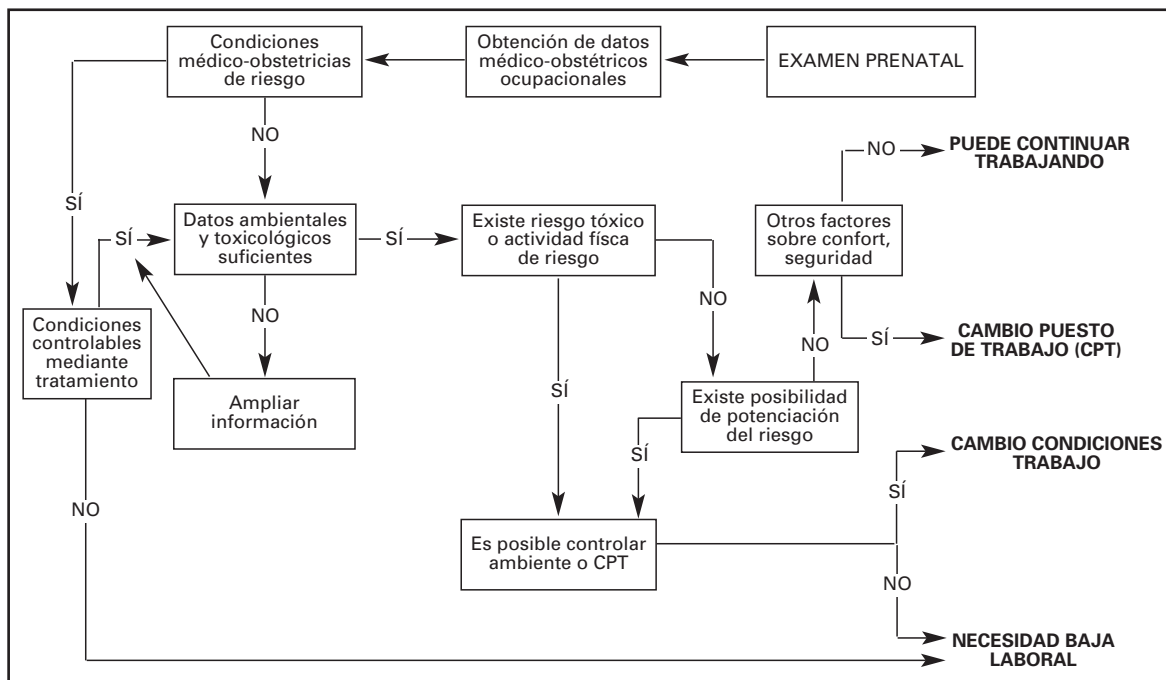 Condiciones
médico-obstetricias
de riesgo
Obtención de datos
médico-obstétricos
ocupacionales
EXAMEN PRENATAL
NO
SÍ
NO
PUEDE CONTINUAR
TRABAJANDO
SÍ
Datos ambientales
y toxicológicos
suficientes
SÍ
Existe riesgo tóxico
o actividad físca
de riesgo
Otros factores
sobre confort,
seguridad
NO
NO
NO
SÍ
CAMBIO PUESTO
DE TRABAJO (CPT)
Condiciones
controlables
mediante
tratamiento
Ampliar
información
SÍ
Existe posibilidad
de potenciación
del riesgo
SÍ
CAMBIO CONDICIONES
TRABAJO
SÍ
NO
Es posible controlar
ambiente o CPT
NO
NECESIDAD BAJA
LABORAL